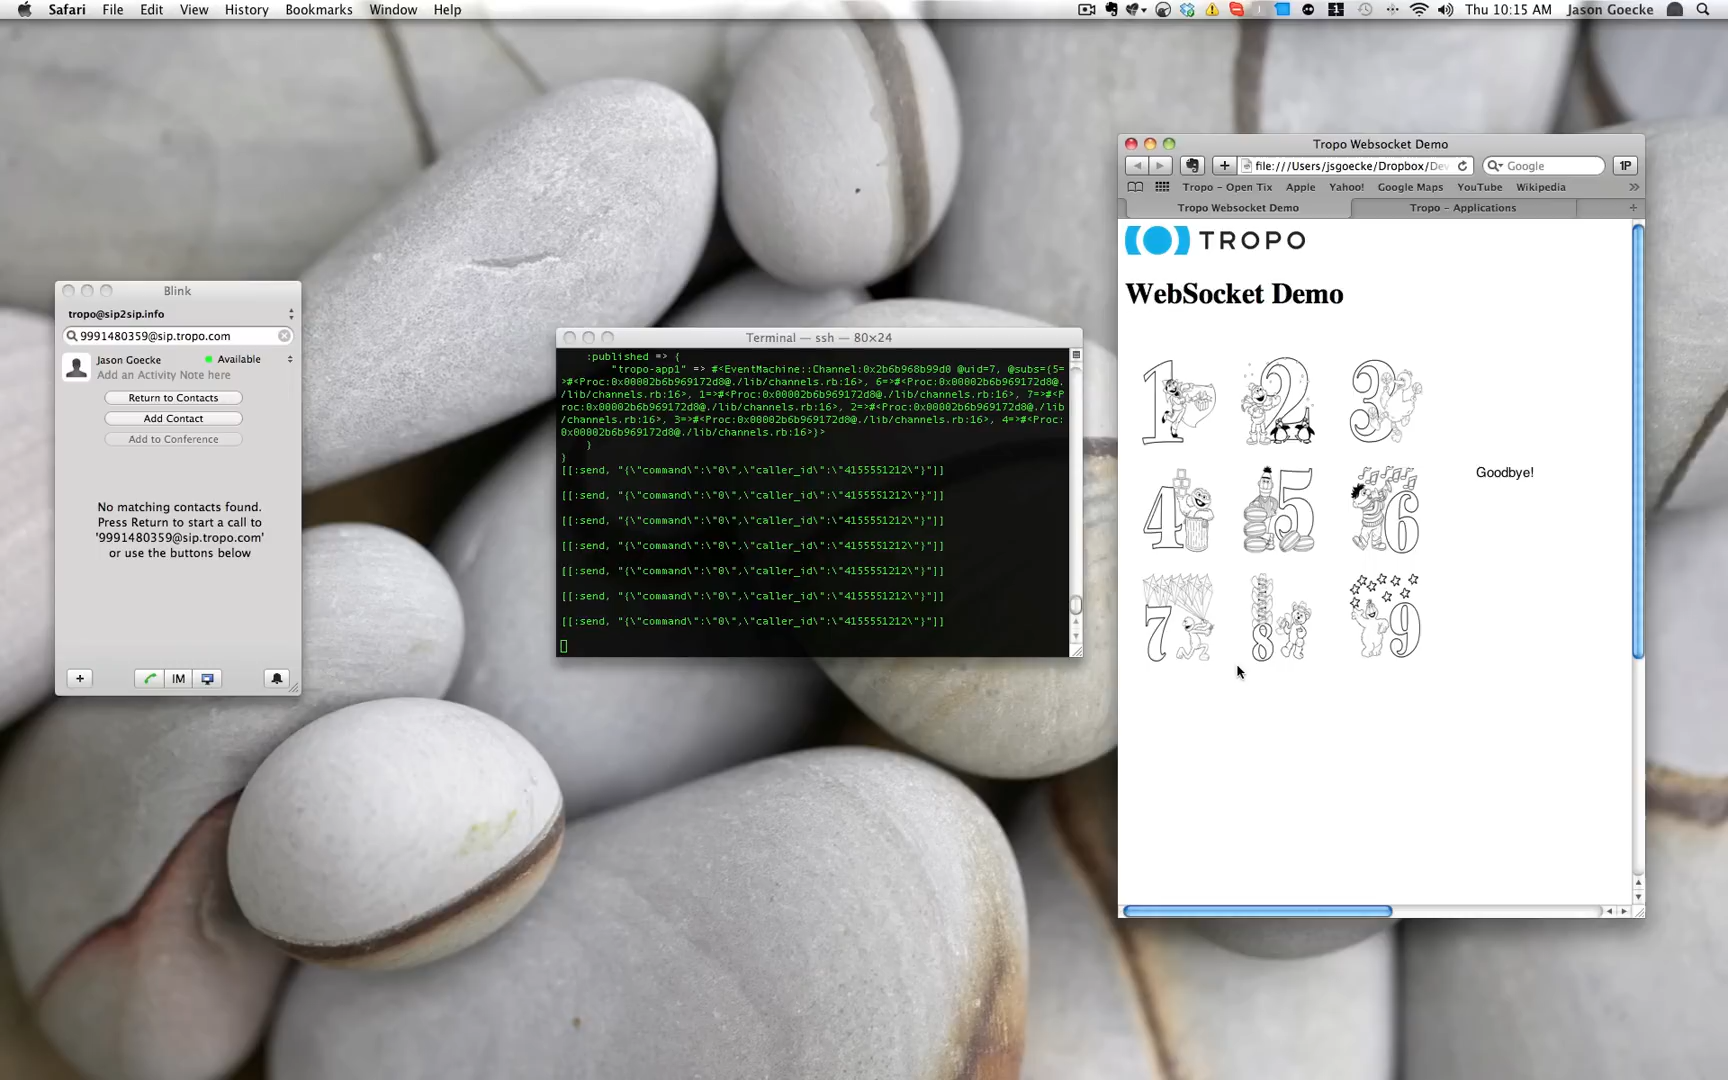 Safari File Edit View History Bookmarks Window Help
Thu 10:15 AM Jason Goecke
Blink
tropo@sip2sip.info
9991480359@sip.tropo.com
Jason Goecke Available
Add an Activity Note here
Return to Contacts
Add Contact
Add to Conference
No matching contacts found.
Press Return to start a call to
'9991480359@sip.tropo.com'
or use the buttons below
IM
Terminal — ssh — 80×24
:published => {
"tropo-app1" => #<EventMachine::Channel:0x2b6b968b99d0 @uid=7, @subs={5=
>#<Proc:0x00002b6b969172d8@./lib/channels.rb:16>, 6=>#<Proc:0x00002b6b969172d8@.
/lib/channels.rb:16>, 1=>#<Proc:0x00002b6b969172d8@./lib/channels.rb:16>, 7=>#<P
roc:0x00002b6b969172d8@./lib/channels.rb:16>, 2=>#<Proc:0x00002b6b969172d8@./lib
/channels.rb:16>, 3=>#<Proc:0x00002b6b969172d8@./lib/channels.rb:16>, 4=>#<Proc:
0x00002b6b969172d8@./lib/channels.rb:16>}>
}
}
[[:send, "{\"command\":\"0\",\"caller_id\":\"4155551212\"}"]]
[[:send, "{\"command\":\"0\",\"caller_id\":\"4155551212\"}"]]
[[:send, "{\"command\":\"0\",\"caller_id\":\"4155551212\"}"]]
[[:send, "{\"command\":\"0\",\"caller_id\":\"4155551212\"}"]]
[[:send, "{\"command\":\"0\",\"caller_id\":\"4155551212\"}"]]
[[:send, "{\"command\":\"0\",\"caller_id\":\"4155551212\"}"]]
[[:send, "{\"command\":\"0\",\"caller_id\":\"4155551212\"}"]]
Tropo Websocket Demo
file:///Users/jsgoecke/Dropbox/Dev Google 1P
Tropo – Open Tix Apple Yahoo! Google Maps YouTube Wikipedia
Tropo Websocket Demo Tropo – Applications
TROPO
WebSocket Demo
1 2 3
4 5 6
Goodbye!
7 8 9